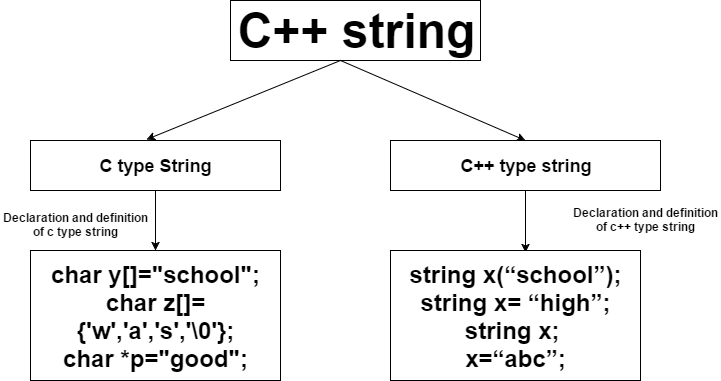 C++ string
C type String
C++ type string
Declaration and definition
of c type string
Declaration and definition
of c++ type string
char y[]="school";
char z[]=
{'w','a','s','\0'};
char *p="good";
string x(“school”);
string x= “high”;
string x;
x=“abc”;